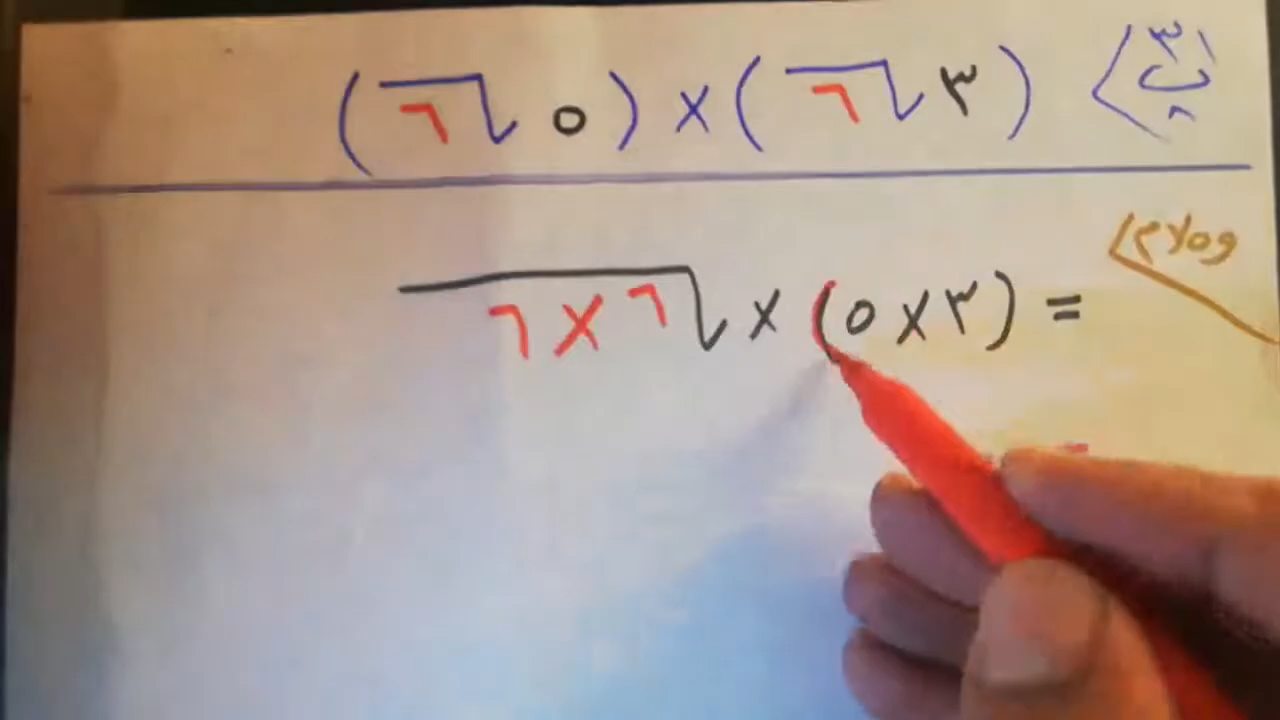 (٣ √٦) × (٥ √٦)
= (٣ × ٥) × √٦ × ٦